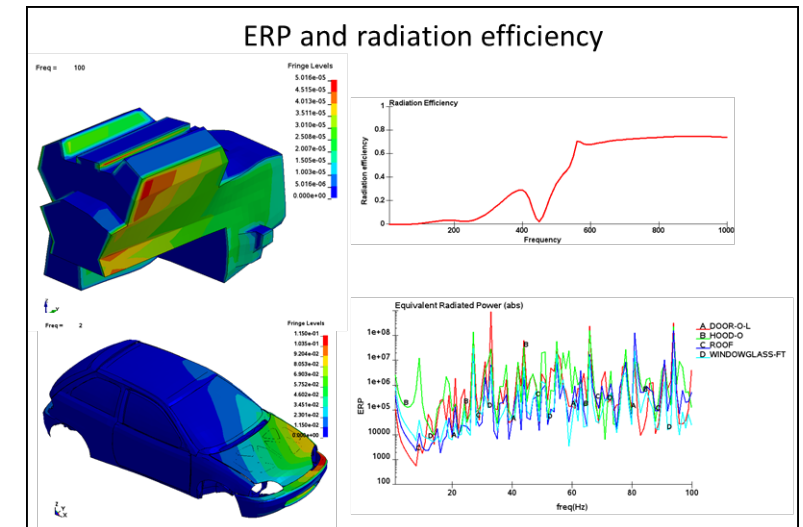 ERP and radiation efficiency
Freq = 100
Fringe Levels
5.016e-05
4.515e-05
4.013e-05
3.511e-05
3.010e-05
2.508e-05
2.007e-05
1.505e-05
1.003e-05
5.016e-06
0.000e+00
Z
Y
Radiation Efficiency
1
0.8
0.6
0.4
0.2
0
Radiation efficiency
200
400
600
800
1000
Frequency
Freq = 2
Fringe Levels
1.150e-01
1.035e-01
9.204e-02
8.053e-02
6.903e-02
5.752e-02
4.602e-02
3.451e-02
2.301e-02
1.150e-02
0.000e+00
Z
Y
X
Equivalent Radiated Power (abs)
1e+08
1e+07
1e+06
1e+05
10000
1000
100
ERP
20
40
60
80
100
freq(Hz)
A DOOR-O-L
B HOOD-O
C ROOF
D WINDOWGLASS-FT